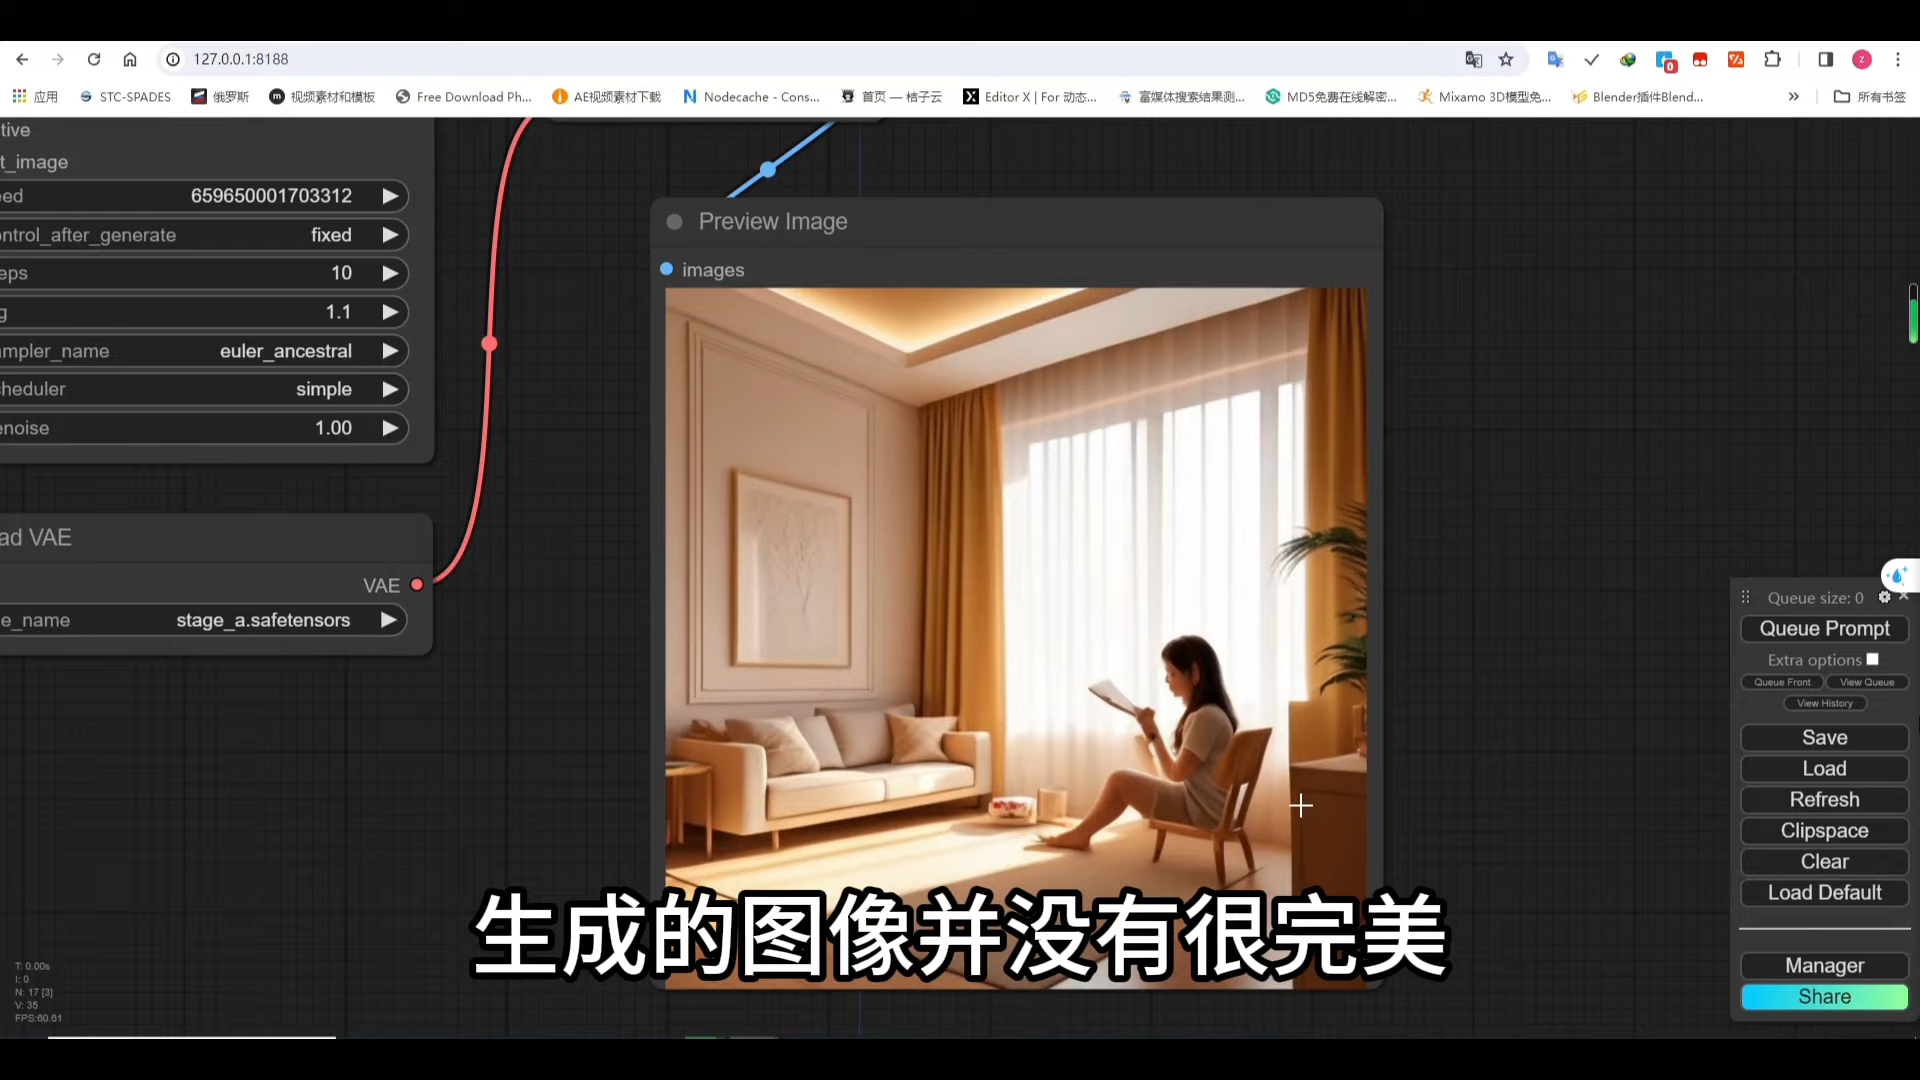 127.0.0.1:8188
应用
STC-SPADES
俄罗斯
视频素材和模板
Free Download Ph...
AE视频素材下载
Nodecache - Cons...
首页 — 桔子云
Editor X | For 动态...
富媒体搜索结果测...
MD5免费在线解密...
Mixamo 3D模型免...
Blender插件Blend...
»
所有书签
tive
t_image
eed 659650001703312
ontrol_after_generate fixed
eps 10
g 1.1
ampler_name euler_ancestral
cheduler simple
enoise 1.00
ad VAE
VAE
e_name stage_a.safetensors
Preview Image
images
生成的图像并没有很完美
Queue size: 0
Queue Prompt
Extra options
Queue Front View Queue
View History
Save
Load
Refresh
Clipspace
Clear
Load Default
Manager
Share
T: 0.00s
I: 0
N: 17 [3]
V: 35
FPS:60.61